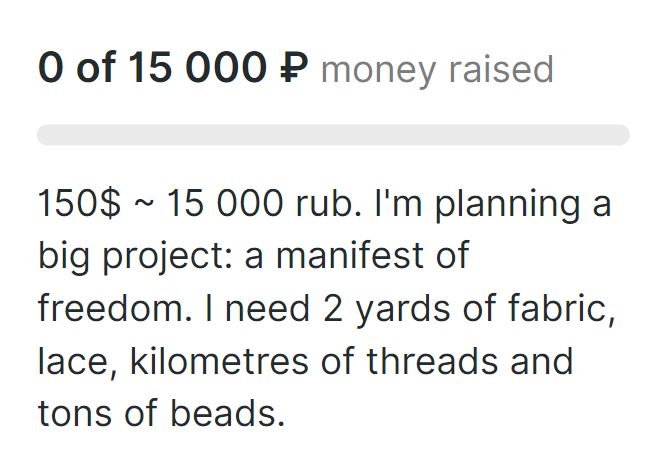 0 of 15 000 ₽ money raised
150$ ~ 15 000 rub. I'm planning a
big project: a manifest of
freedom. I need 2 yards of fabric,
lace, kilometres of threads and
tons of beads.